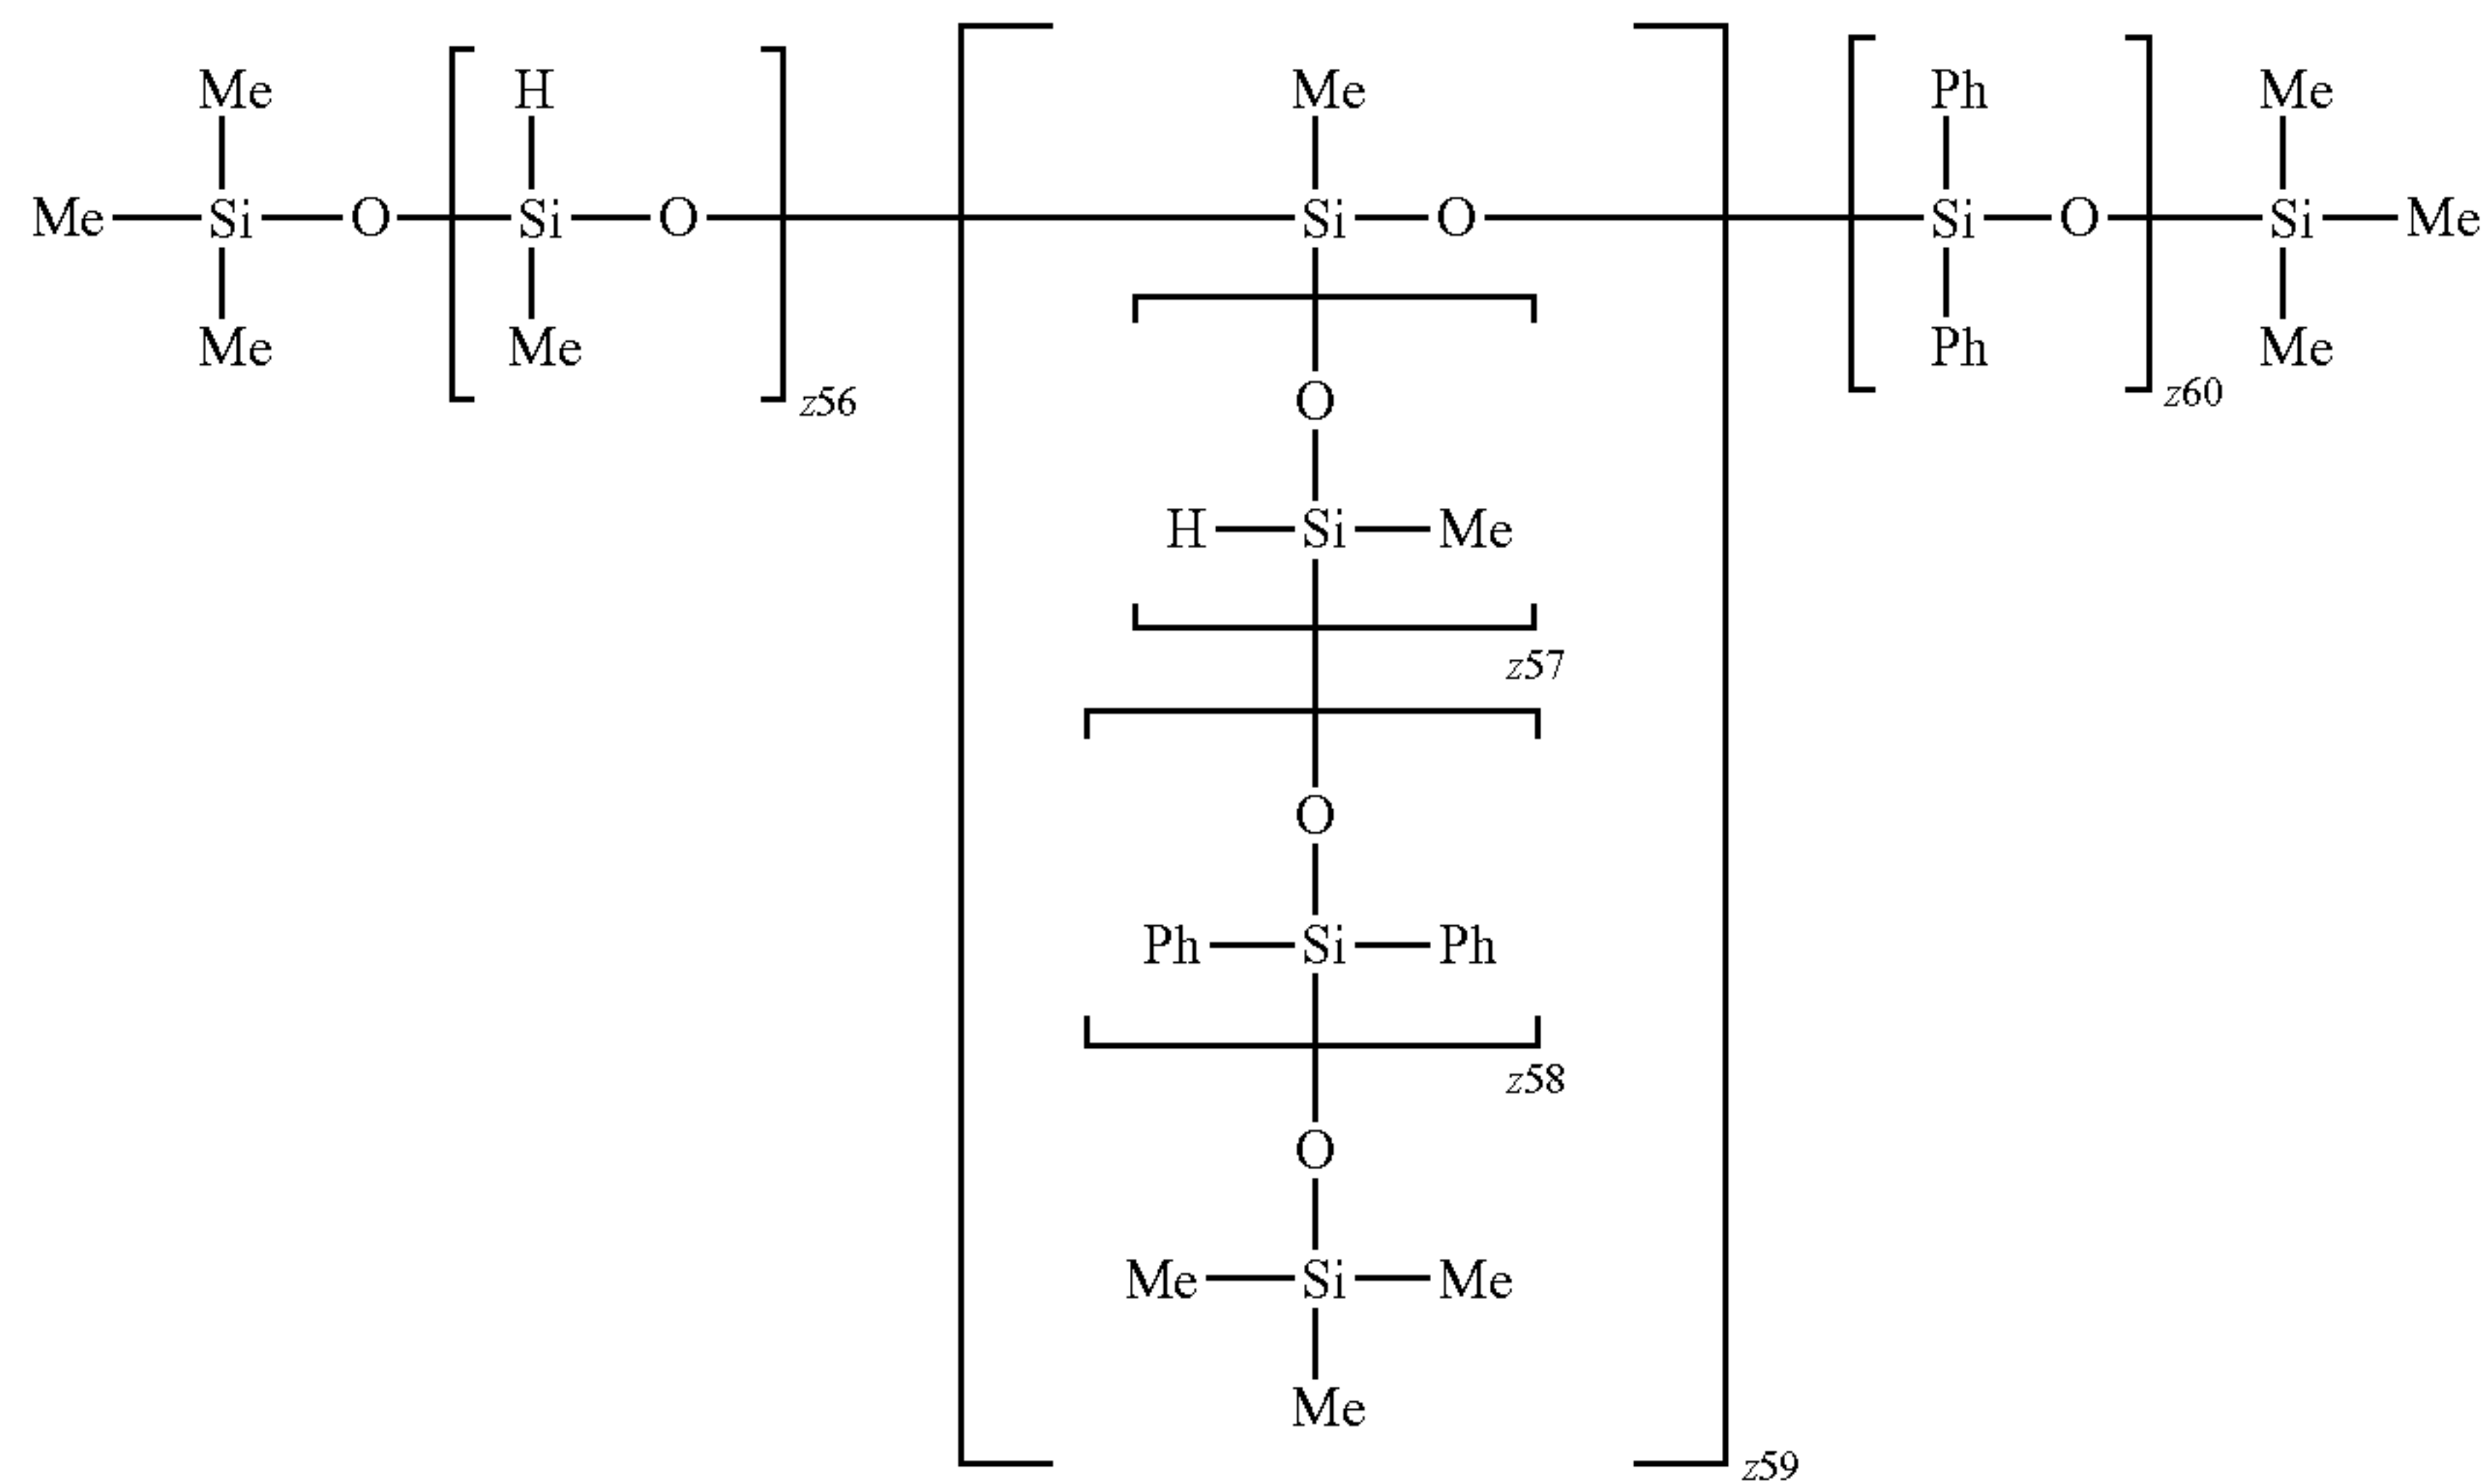 Me H Me Ph Me
Me Si O Si O Si O Si O Si Me
Me Me Ph Me
z56 z60
O
H Si Me
z57
O
Ph Si Ph
z58
O
Me Si Me
Me
z59